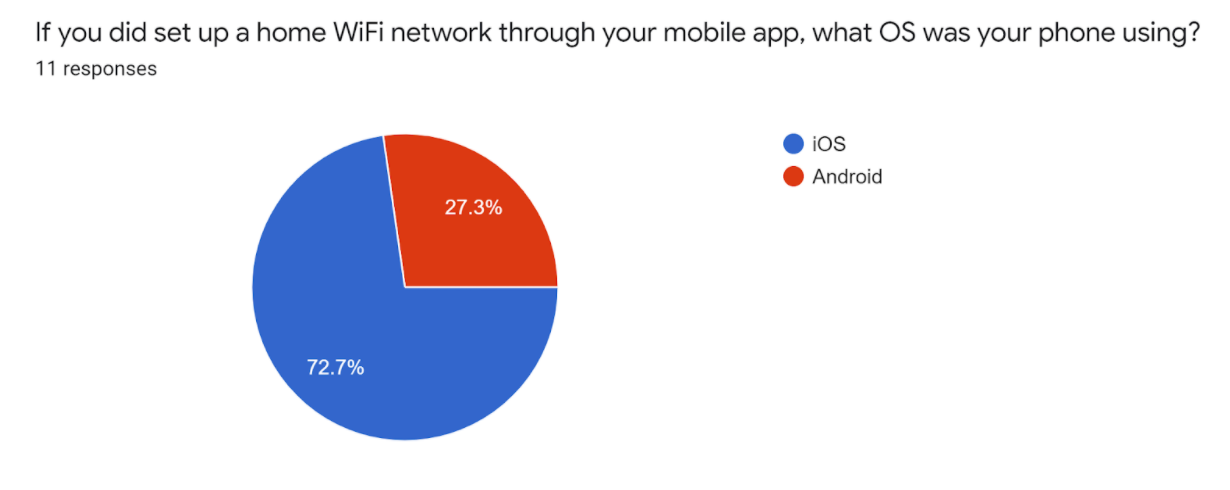 If you did set up a home WiFi network through your mobile app, what OS was your phone using?
11 responses
iOS
Android
27.3%
72.7%